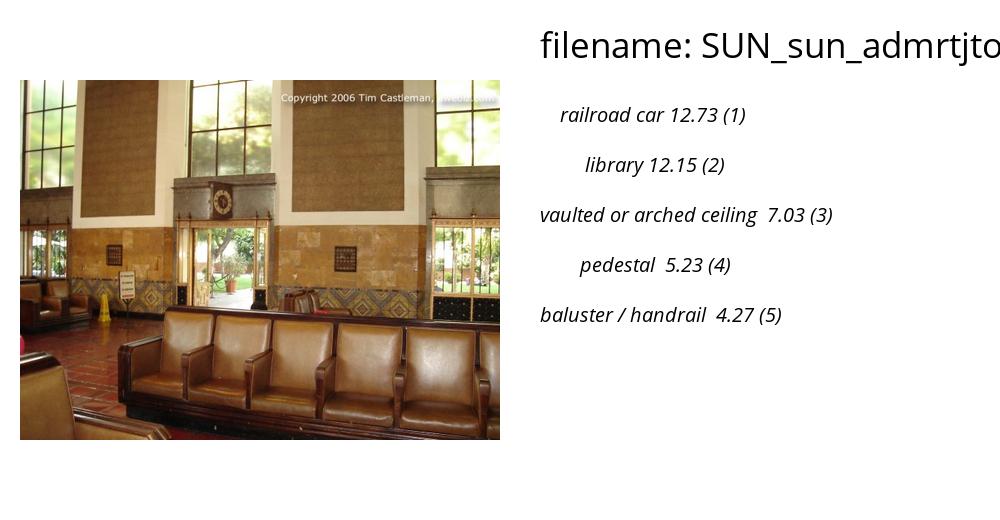 filename: SUN_sun_admrtjto
Copyright 2006 Tim Castleman,
railroad car 12.73 (1)
library 12.15 (2)
vaulted or arched ceiling 7.03 (3)
pedestal 5.23 (4)
baluster / handrail 4.27 (5)